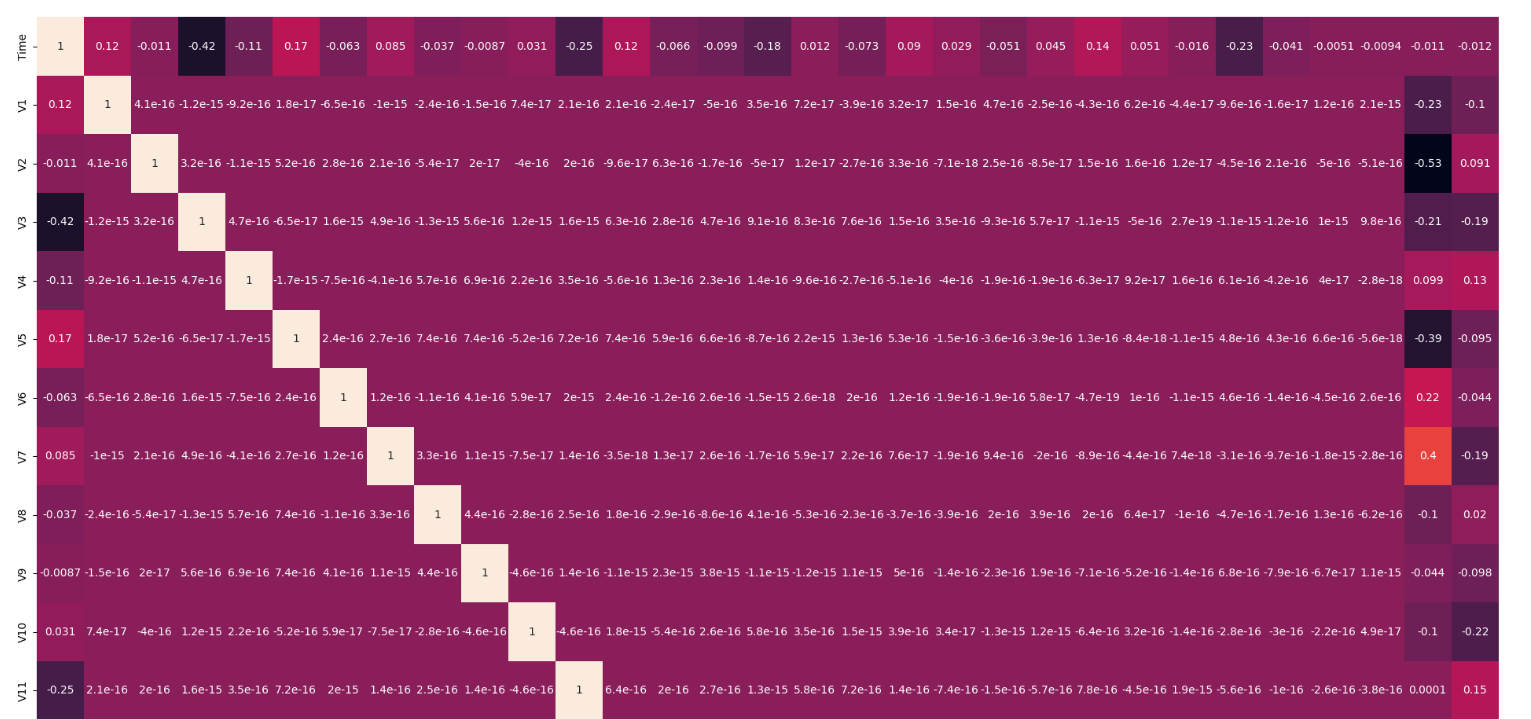 Time 1 0.12 -0.011 -0.42 -0.11 0.17 -0.063 0.085 -0.037 -0.0087 0.031 -0.25 0.12 -0.066 -0.099 -0.18 0.012 -0.073 0.09 0.029 -0.051 0.045 0.14 0.051 -0.016 -0.23 -0.041 -0.0051 -0.0094 -0.011 -0.012
V1 0.12 1 4.1e-16 -1.2e-15 -9.2e-16 1.8e-17 -6.5e-16 -1e-15 -2.4e-16 -1.5e-16 7.4e-17 2.1e-16 2.1e-16 -2.4e-17 -5e-16 3.5e-16 7.2e-17 -3.9e-16 3.2e-17 1.5e-16 4.7e-16 -2.5e-16 -4.3e-16 6.2e-16 -4.4e-17 -9.6e-16 -1.6e-17 1.2e-16 2.1e-15 -0.23 -0.1
V2 -0.011 4.1e-16 1 3.2e-16 -1.1e-15 5.2e-16 2.8e-16 2.1e-16 -5.4e-17 2e-17 -4e-16 2e-16 -9.6e-17 6.3e-16 -1.7e-16 -5e-17 1.2e-17 -2.7e-16 3.3e-16 -7.1e-18 2.5e-16 -8.5e-17 1.5e-16 1.6e-16 1.2e-17 -4.5e-16 2.1e-16 -5e-16 -5.1e-16 -0.53 0.091
V3 -0.42 -1.2e-15 3.2e-16 1 4.7e-16 -6.5e-17 1.6e-15 4.9e-16 -1.3e-15 5.6e-16 1.2e-15 1.6e-15 6.3e-16 2.8e-16 4.7e-16 9.1e-16 8.3e-16 7.6e-16 1.5e-16 3.5e-16 -9.3e-16 5.7e-17 -1.1e-15 -5e-16 2.7e-19 -1.1e-15 -1.2e-16 1e-15 9.8e-16 -0.21 -0.19
V4 -0.11 -9.2e-16 -1.1e-15 4.7e-16 1 -1.7e-15 -7.5e-16 -4.1e-16 5.7e-16 6.9e-16 2.2e-16 3.5e-16 -5.6e-16 1.3e-16 2.3e-16 1.4e-16 -9.6e-16 -2.7e-16 -5.1e-16 -4e-16 -1.9e-16 -1.9e-16 -6.3e-17 9.2e-17 1.6e-16 6.1e-16 -4.2e-16 4e-17 -2.8e-18 0.099 0.13
V5 0.17 1.8e-17 5.2e-16 -6.5e-17 -1.7e-15 1 2.4e-16 2.7e-16 7.4e-16 7.4e-16 -5.2e-16 7.2e-16 7.4e-16 5.9e-16 6.6e-16 -8.7e-16 2.2e-15 1.3e-16 5.3e-16 -1.5e-16 -3.6e-16 -3.9e-16 1.3e-16 -8.4e-18 -1.1e-15 4.8e-16 4.3e-16 6.6e-16 -5.6e-18 -0.39 -0.095
V6 -0.063 -6.5e-16 2.8e-16 1.6e-15 -7.5e-16 2.4e-16 1 1.2e-16 -1.1e-16 4.1e-16 5.9e-17 2e-15 2.4e-16 -1.2e-16 2.6e-16 -1.5e-15 2.6e-18 2e-16 1.2e-16 -1.9e-16 -1.9e-16 5.8e-17 -4.7e-19 1e-16 -1.1e-15 4.6e-16 -1.4e-16 -4.5e-16 2.6e-16 0.22 -0.044
V7 0.085 -1e-15 2.1e-16 4.9e-16 -4.1e-16 2.7e-16 1.2e-16 1 3.3e-16 1.1e-15 -7.5e-17 1.4e-16 -3.5e-18 1.3e-17 2.6e-16 -1.7e-16 5.9e-17 2.2e-16 7.6e-17 -1.9e-16 9.4e-16 -2e-16 -8.9e-16 -4.4e-16 7.4e-18 -3.1e-16 -9.7e-16 -1.8e-15 -2.8e-16 0.4 -0.19
V8 -0.037 -2.4e-16 -5.4e-17 -1.3e-15 5.7e-16 7.4e-16 -1.1e-16 3.3e-16 1 4.4e-16 -2.8e-16 2.5e-16 1.8e-16 -2.9e-16 -8.6e-16 4.1e-16 -5.3e-16 -2.3e-16 -3.7e-16 -3.9e-16 2e-16 3.9e-16 2e-16 6.4e-17 -1e-16 -4.7e-16 -1.7e-16 1.3e-16 -6.2e-16 -0.1 0.02
V9 -0.0087 -1.5e-16 2e-17 5.6e-16 6.9e-16 7.4e-16 4.1e-16 1.1e-15 4.4e-16 1 -4.6e-16 1.4e-16 -1.1e-15 2.3e-15 3.8e-15 -1.1e-15 -1.2e-15 1.1e-15 5e-16 -1.4e-16 -2.3e-16 1.9e-16 -7.1e-16 -5.2e-16 -1.4e-16 6.8e-16 -7.9e-16 -6.7e-17 1.1e-15 -0.044 -0.098
V10 0.031 7.4e-17 -4e-16 1.2e-15 2.2e-16 -5.2e-16 5.9e-17 -7.5e-17 -2.8e-16 -4.6e-16 1 -4.6e-16 1.8e-15 -5.4e-16 2.6e-16 5.8e-16 3.5e-16 1.5e-15 3.9e-16 3.4e-17 -1.3e-15 1.2e-15 -6.4e-16 3.2e-16 -1.4e-16 -2.8e-16 -3e-16 -2.2e-16 4.9e-17 -0.1 -0.22
V11 -0.25 2.1e-16 2e-16 1.6e-15 3.5e-16 7.2e-16 2e-15 1.4e-16 2.5e-16 1.4e-16 -4.6e-16 1 6.4e-16 2e-16 2.7e-16 1.3e-15 5.8e-16 7.2e-16 1.4e-16 -7.4e-16 -1.5e-16 -5.7e-16 7.8e-16 -4.5e-16 1.9e-15 -5.6e-16 -1e-16 -2.6e-16 -3.8e-16 0.0001 0.15